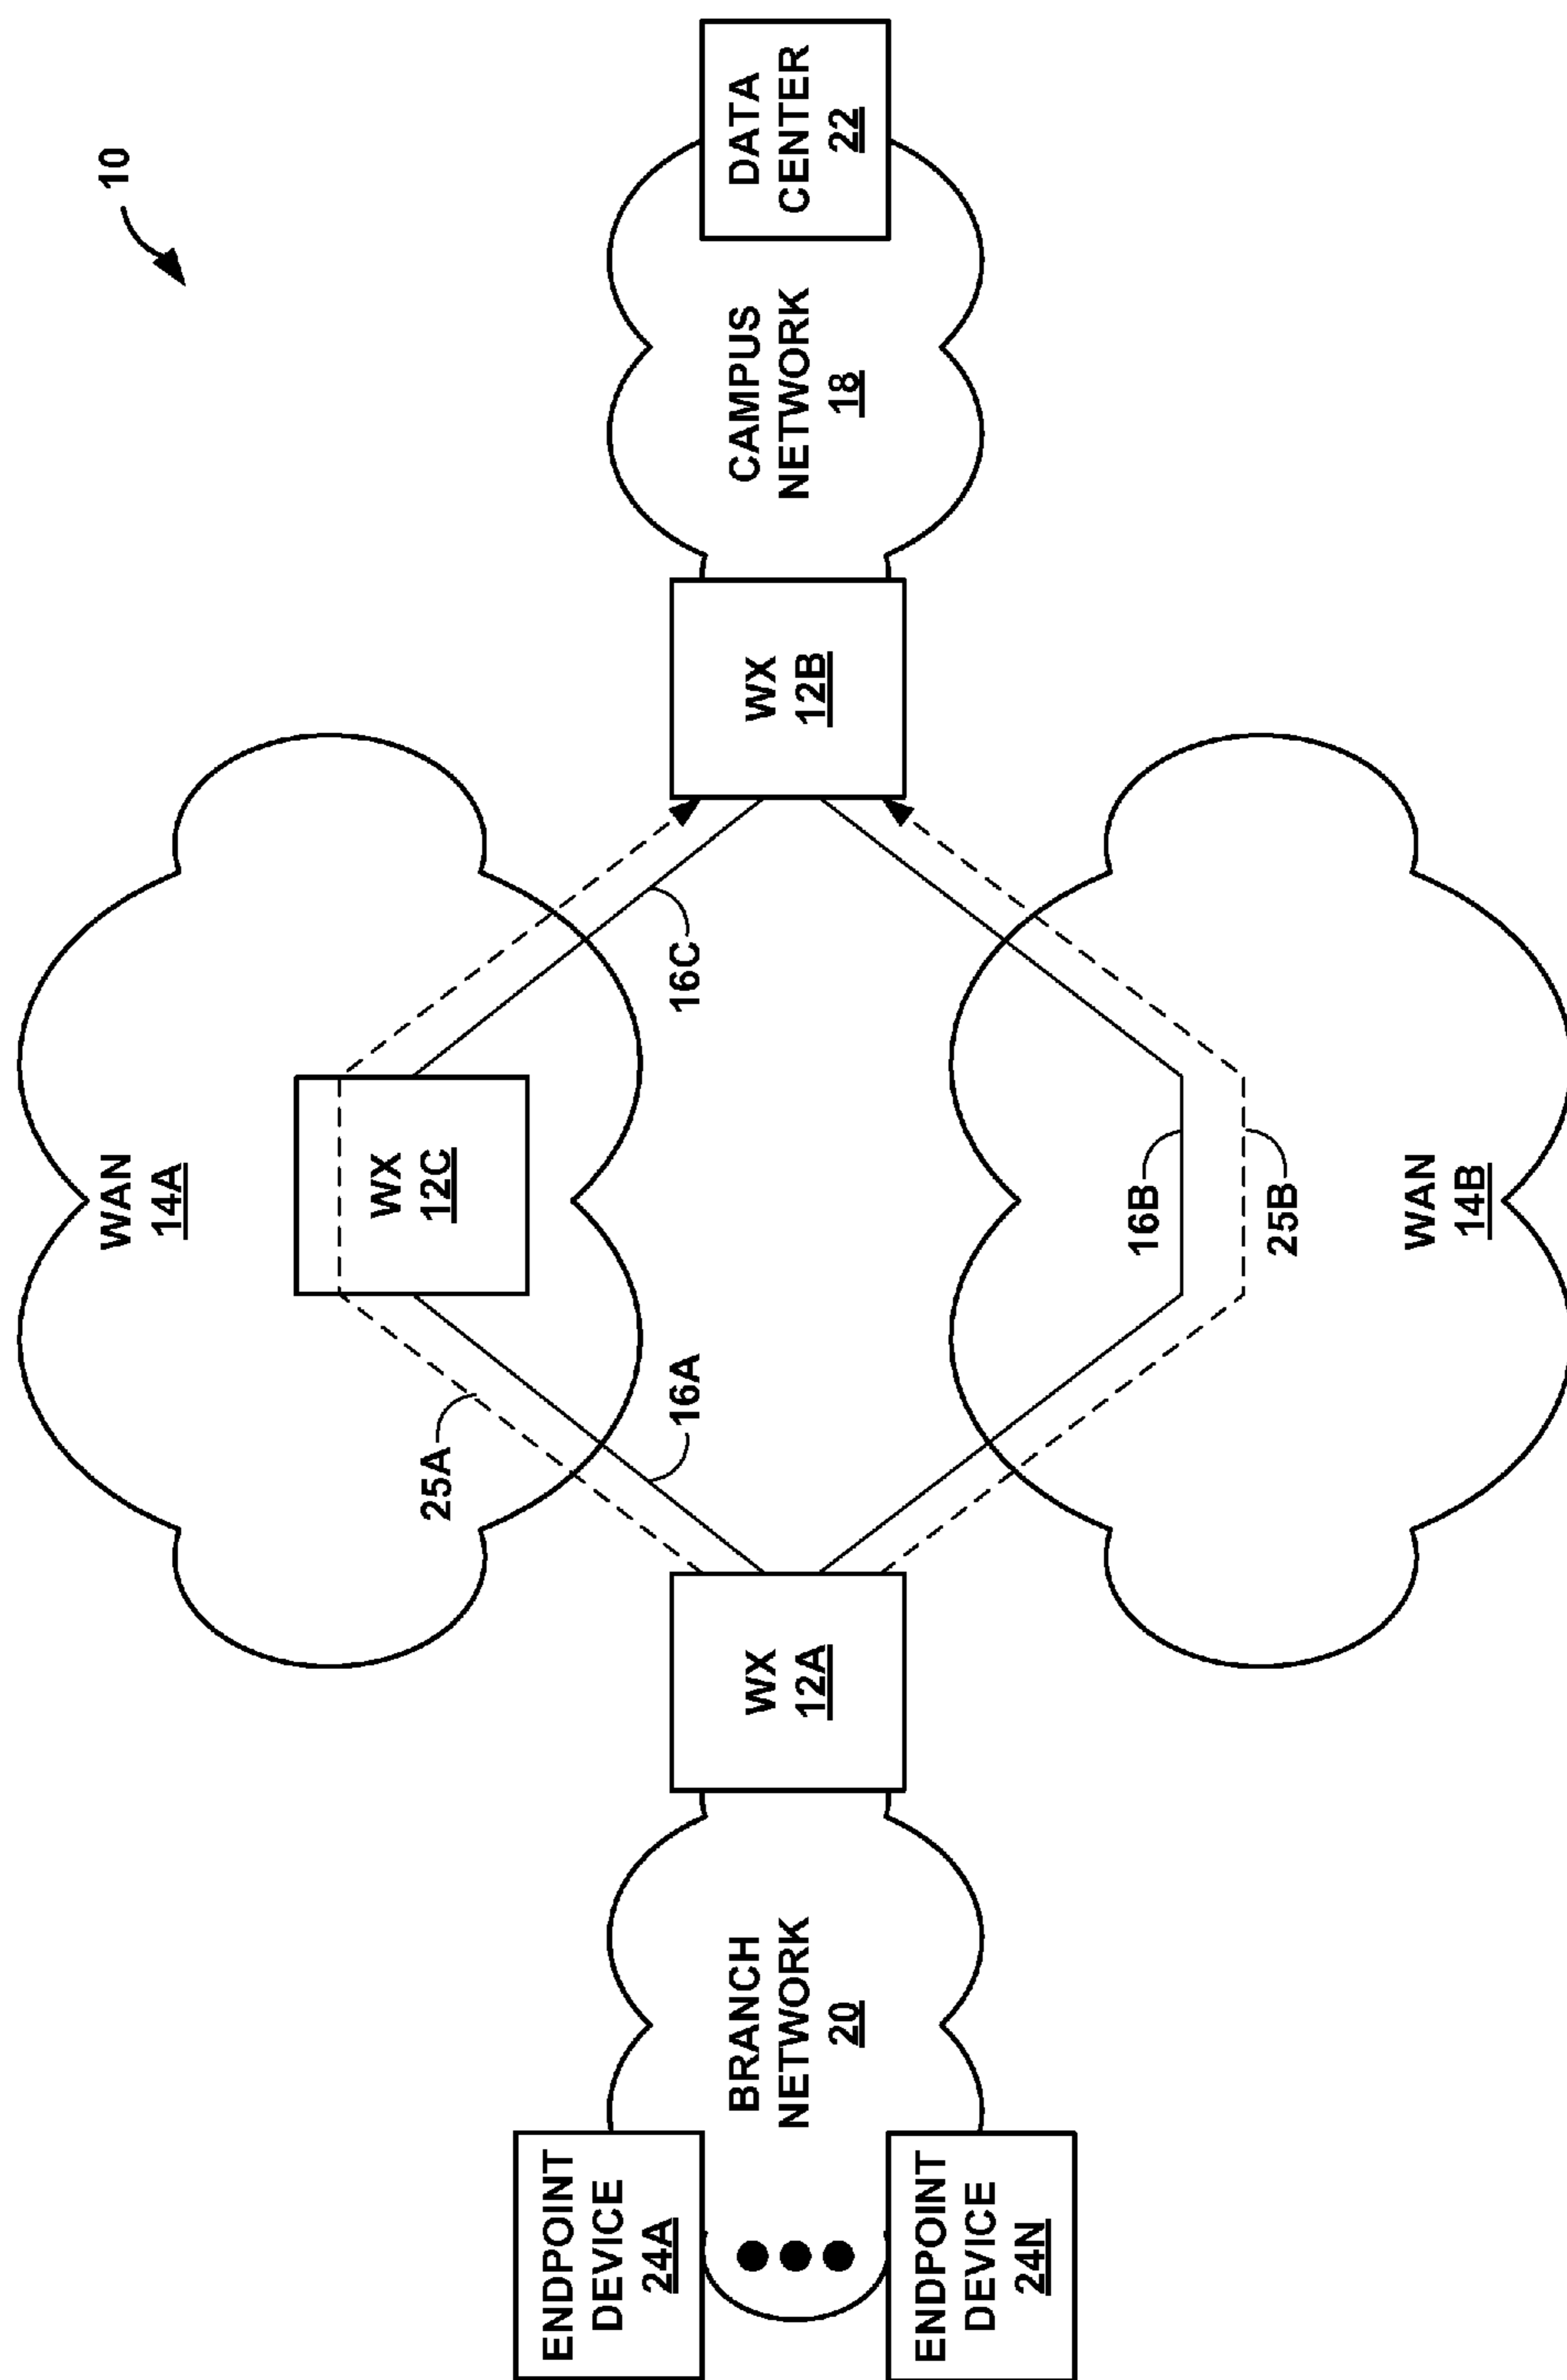 10
WAN
14A
WX
12C
25A
16A
16C
ENDPOINT
DEVICE
24A
BRANCH
NETWORK
20
WX
12A
WX
12B
CAMPUS
NETWORK
18
DATA
CENTER
22
ENDPOINT
DEVICE
24N
16B
25B
WAN
14B